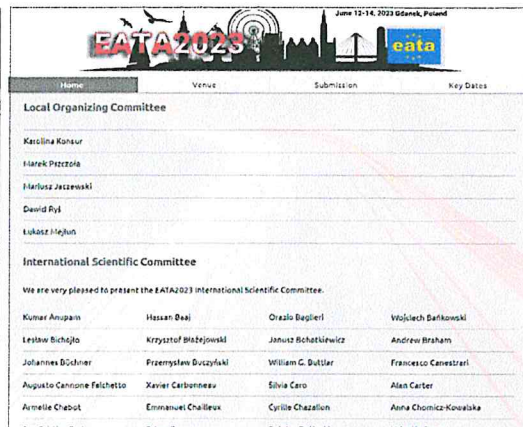 June 12-14, 2023 Gdansk, Poland
EATA2023
eata
Home Venue Submission Key Dates
Local Organizing Committee
Karolina Konsur
Marek Pszczoła
Mariusz Jaczewski
Dawid Ryś
Łukasz Mejłun
International Scientific Committee
We are very pleased to present the EATA2023 International Scientific Committee.
Kumar Anupam Hassan Baaj Orazio Baglieri Wojciech Bańkowski
Lesław Bichajło Krzysztof Błażejowski Janusz Bohatkiewicz Andrew Braham
Johannes Büchner Przemysław Buczyński William G. Buttlar Francesco Canestrari
Augusto Cannone Falchetto Xavier Carbonneau Silvia Caro Alan Carter
Armelle Chabot Emmanuel Chailleux Cyrille Chazallon Anna Chomicz-Kowalska